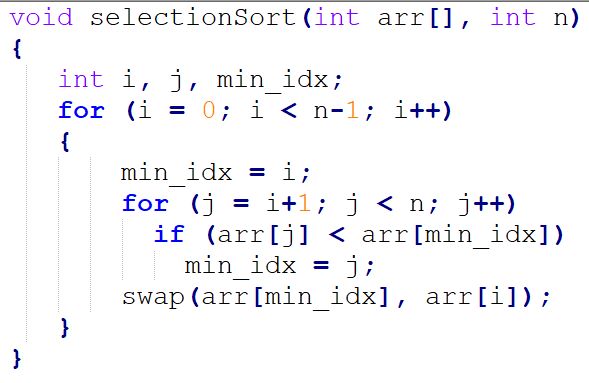 void selectionSort(int arr[], int n)
{
int i, j, min_idx;
for (i = 0; i < n-1; i++)
{
min_idx = i;
for (j = i+1; j < n; j++)
if (arr[j] < arr[min_idx])
min_idx = j;
swap(arr[min_idx], arr[i]);
}
}